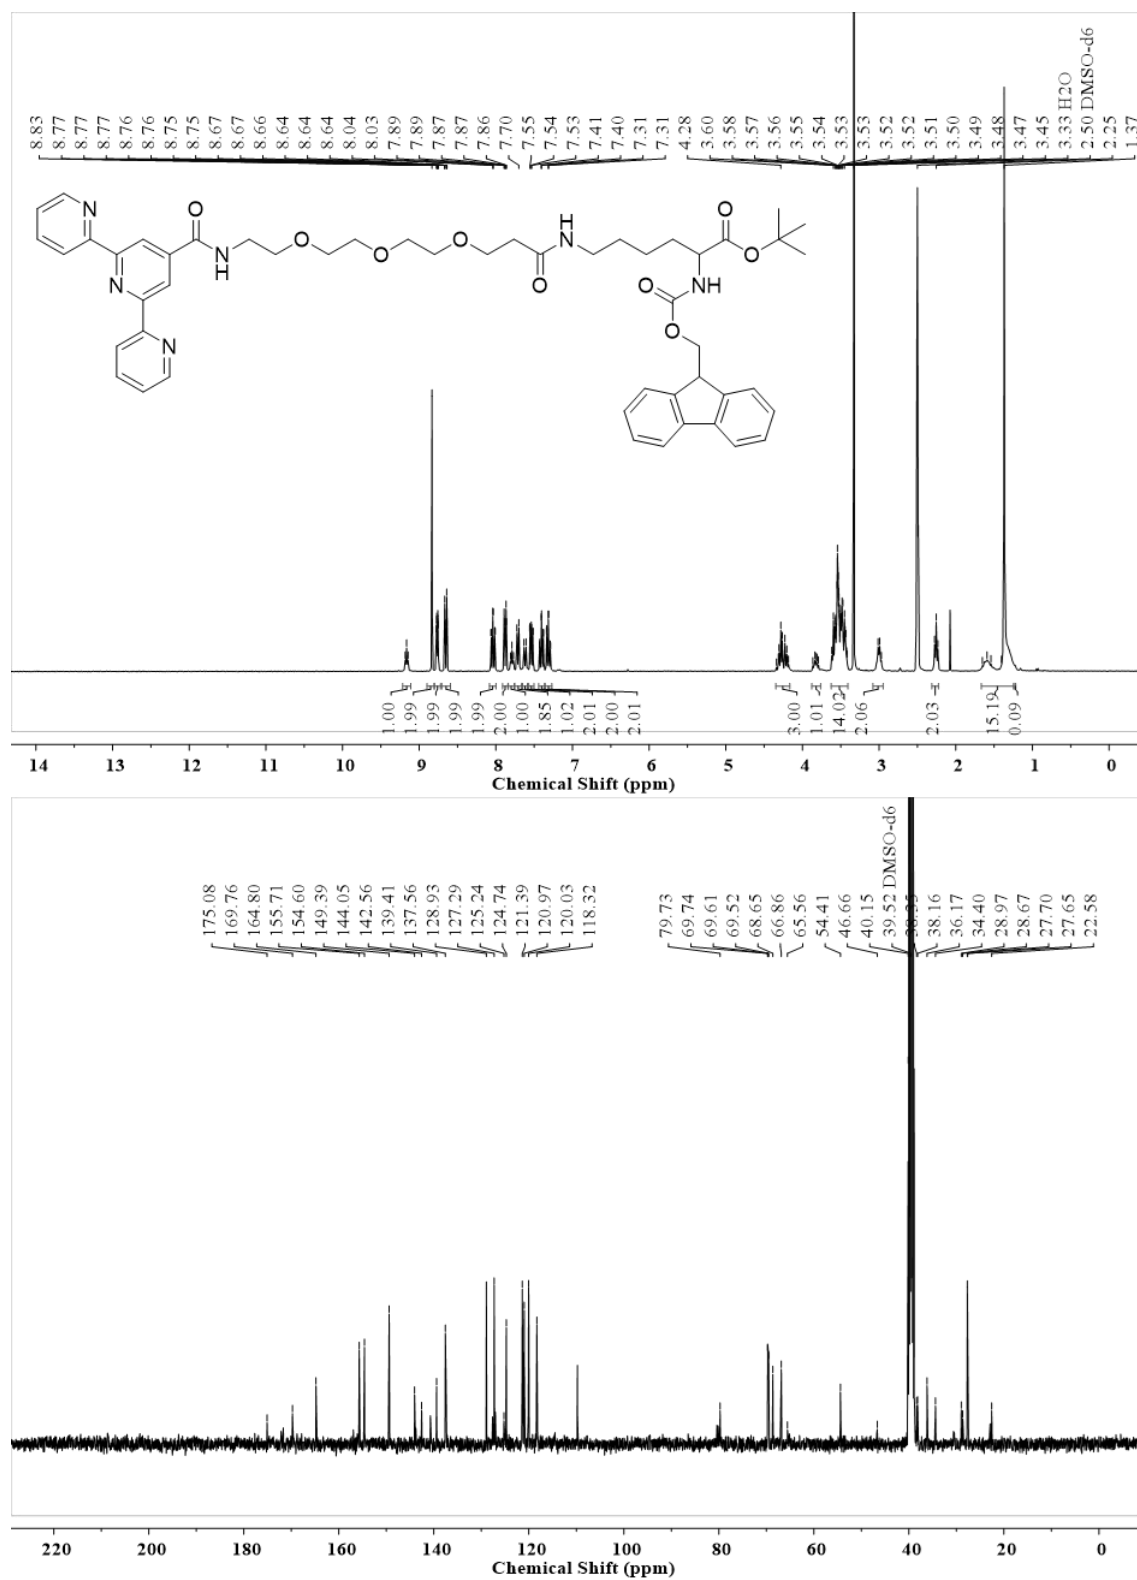 8.83 8.77 8.77 8.77 8.76 8.76 8.75 8.75 8.67 8.67 8.66 8.64 8.64 8.64 8.04 8.03 7.89 7.89 7.87 7.87 7.86 7.70 7.55 7.54 7.53 7.41 7.40 7.31 7.31 4.28 3.60 3.58 3.57 3.56 3.55 3.54 3.53 3.53 3.52 3.52 3.51 3.50 3.49 3.48 3.47 3.45 3.33 H2O 2.50 DMSO-d6 2.25 1.37
N O O O H N O O
N H O O N H O O O NH
N
N
O
O
1.00 1.99 1.99 1.99 1.99 2.00 1.00 1.85 1.02 2.01 2.00 2.01 3.00 1.01 14.02 2.06 2.03 15.19 0.09
14 13 12 11 10 9 8 7 6 5 4 3 2 1 0
Chemical Shift (ppm)
175.08 169.76 164.80 155.71 154.60 149.39 144.05 142.56 139.41 137.56 128.93 127.29 125.24 124.74 121.39 120.97 120.03 118.32 79.73 69.74 69.61 69.52 68.65 66.86 65.56 54.41 46.66 40.15 39.52 DMSO-d6 38.16 36.17 34.40 28.97 28.67 27.70 27.65 22.58
220 200 180 160 140 120 100 80 60 40 20 0
Chemical Shift (ppm)